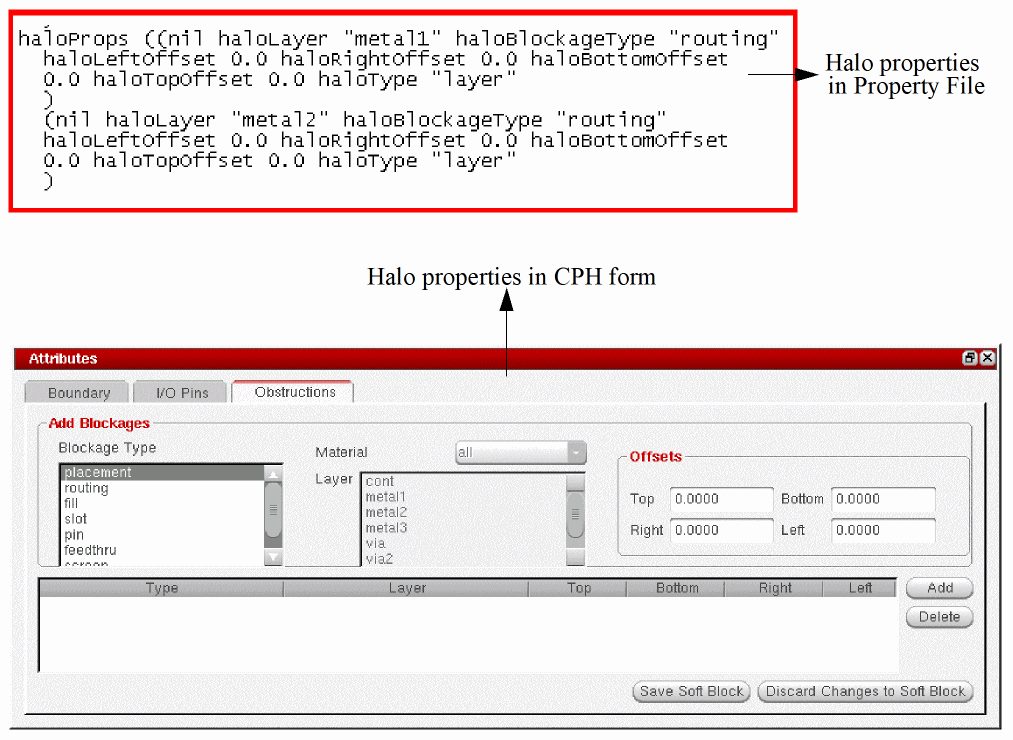 haloProps ((nil haloLayer "metal1" haloBlockageType "routing"
haloLeftOffset 0.0 haloRightOffset 0.0 haloBottomOffset
0.0 haloTopOffset 0.0 haloType "layer"
)
(nil haloLayer "metal2" haloBlockageType "routing"
haloLeftOffset 0.0 haloRightOffset 0.0 haloBottomOffset
0.0 haloTopOffset 0.0 haloType "layer"
)
Halo properties
in Property File
Halo properties in CPH form
Attributes
Boundary I/O Pins Obstructions
Add Blockages
Blockage Type
placement
routing
fill
slot
pin
feedthru
screen
Material all
Layer
cont
metal1
metal2
metal3
via
via2
Offsets
Top 0.0000 Bottom 0.0000
Right 0.0000 Left 0.0000
Type Layer Top Bottom Right Left
Add
Delete
Save Soft Block Discard Changes to Soft Block